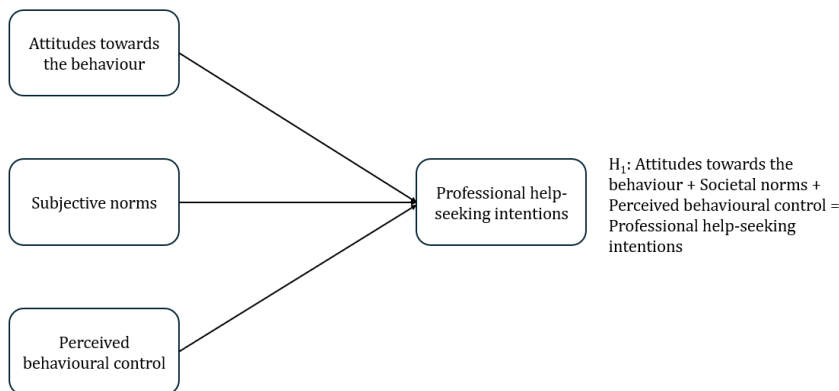 Attitudes towards
the behaviour
Subjective norms
Perceived
behavioural control
Professional help-
seeking intentions
H₁: Attitudes towards the
behaviour + Societal norms +
Perceived behavioural control =
Professional help-seeking
intentions